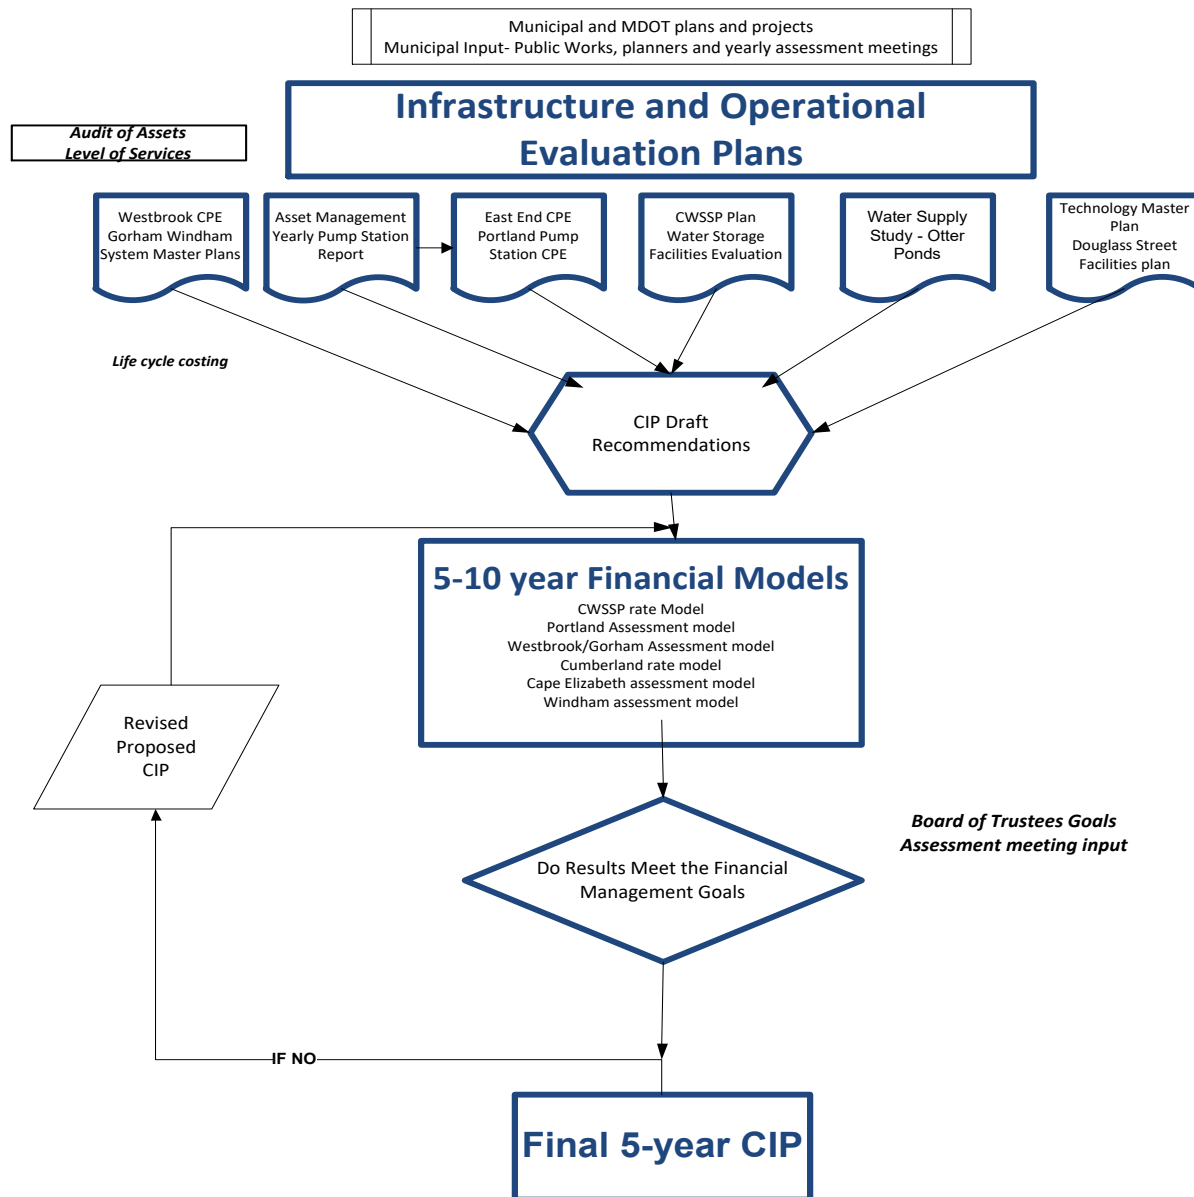 Municipal and MDOT plans and projects
Municipal Input- Public Works, planners and yearly assessment meetings
Infrastructure and Operational
Evaluation Plans
Audit of Assets
Level of Services
Westbrook CPE
Gorham Windham
System Master Plans
Asset Management
Yearly Pump Station
Report
East End CPE
Portland Pump
Station CPE
CWSSP Plan
Water Storage
Facilities Evaluation
Water Supply
Study - Otter
Ponds
Technology Master
Plan
Douglass Street
Facilities plan
Life cycle costing
CIP Draft
Recommendations
5-10 year Financial Models
CWSSP rate Model
Portland Assessment model
Westbrook/Gorham Assessment model
Cumberland rate model
Cape Elizabeth assessment model
Windham assessment model
Revised
Proposed
CIP
Do Results Meet the Financial
Management Goals
Board of Trustees Goals
Assessment meeting input
IF NO
Final 5-year CIP